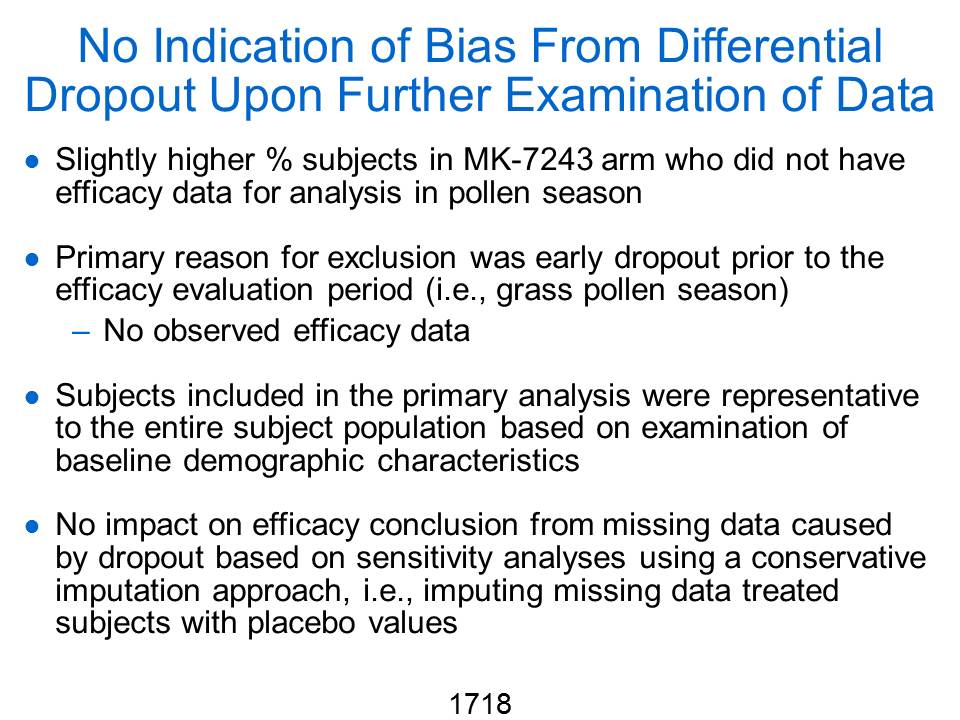 No Indication of Bias From Differential
Dropout Upon Further Examination of Data
● Slightly higher % subjects in MK-7243 arm who did not have
efficacy data for analysis in pollen season
● Primary reason for exclusion was early dropout prior to the
efficacy evaluation period (i.e., grass pollen season)
– No observed efficacy data
● Subjects included in the primary analysis were representative
to the entire subject population based on examination of
baseline demographic characteristics
● No impact on efficacy conclusion from missing data caused
by dropout based on sensitivity analyses using a conservative
imputation approach, i.e., imputing missing data treated
subjects with placebo values
1718